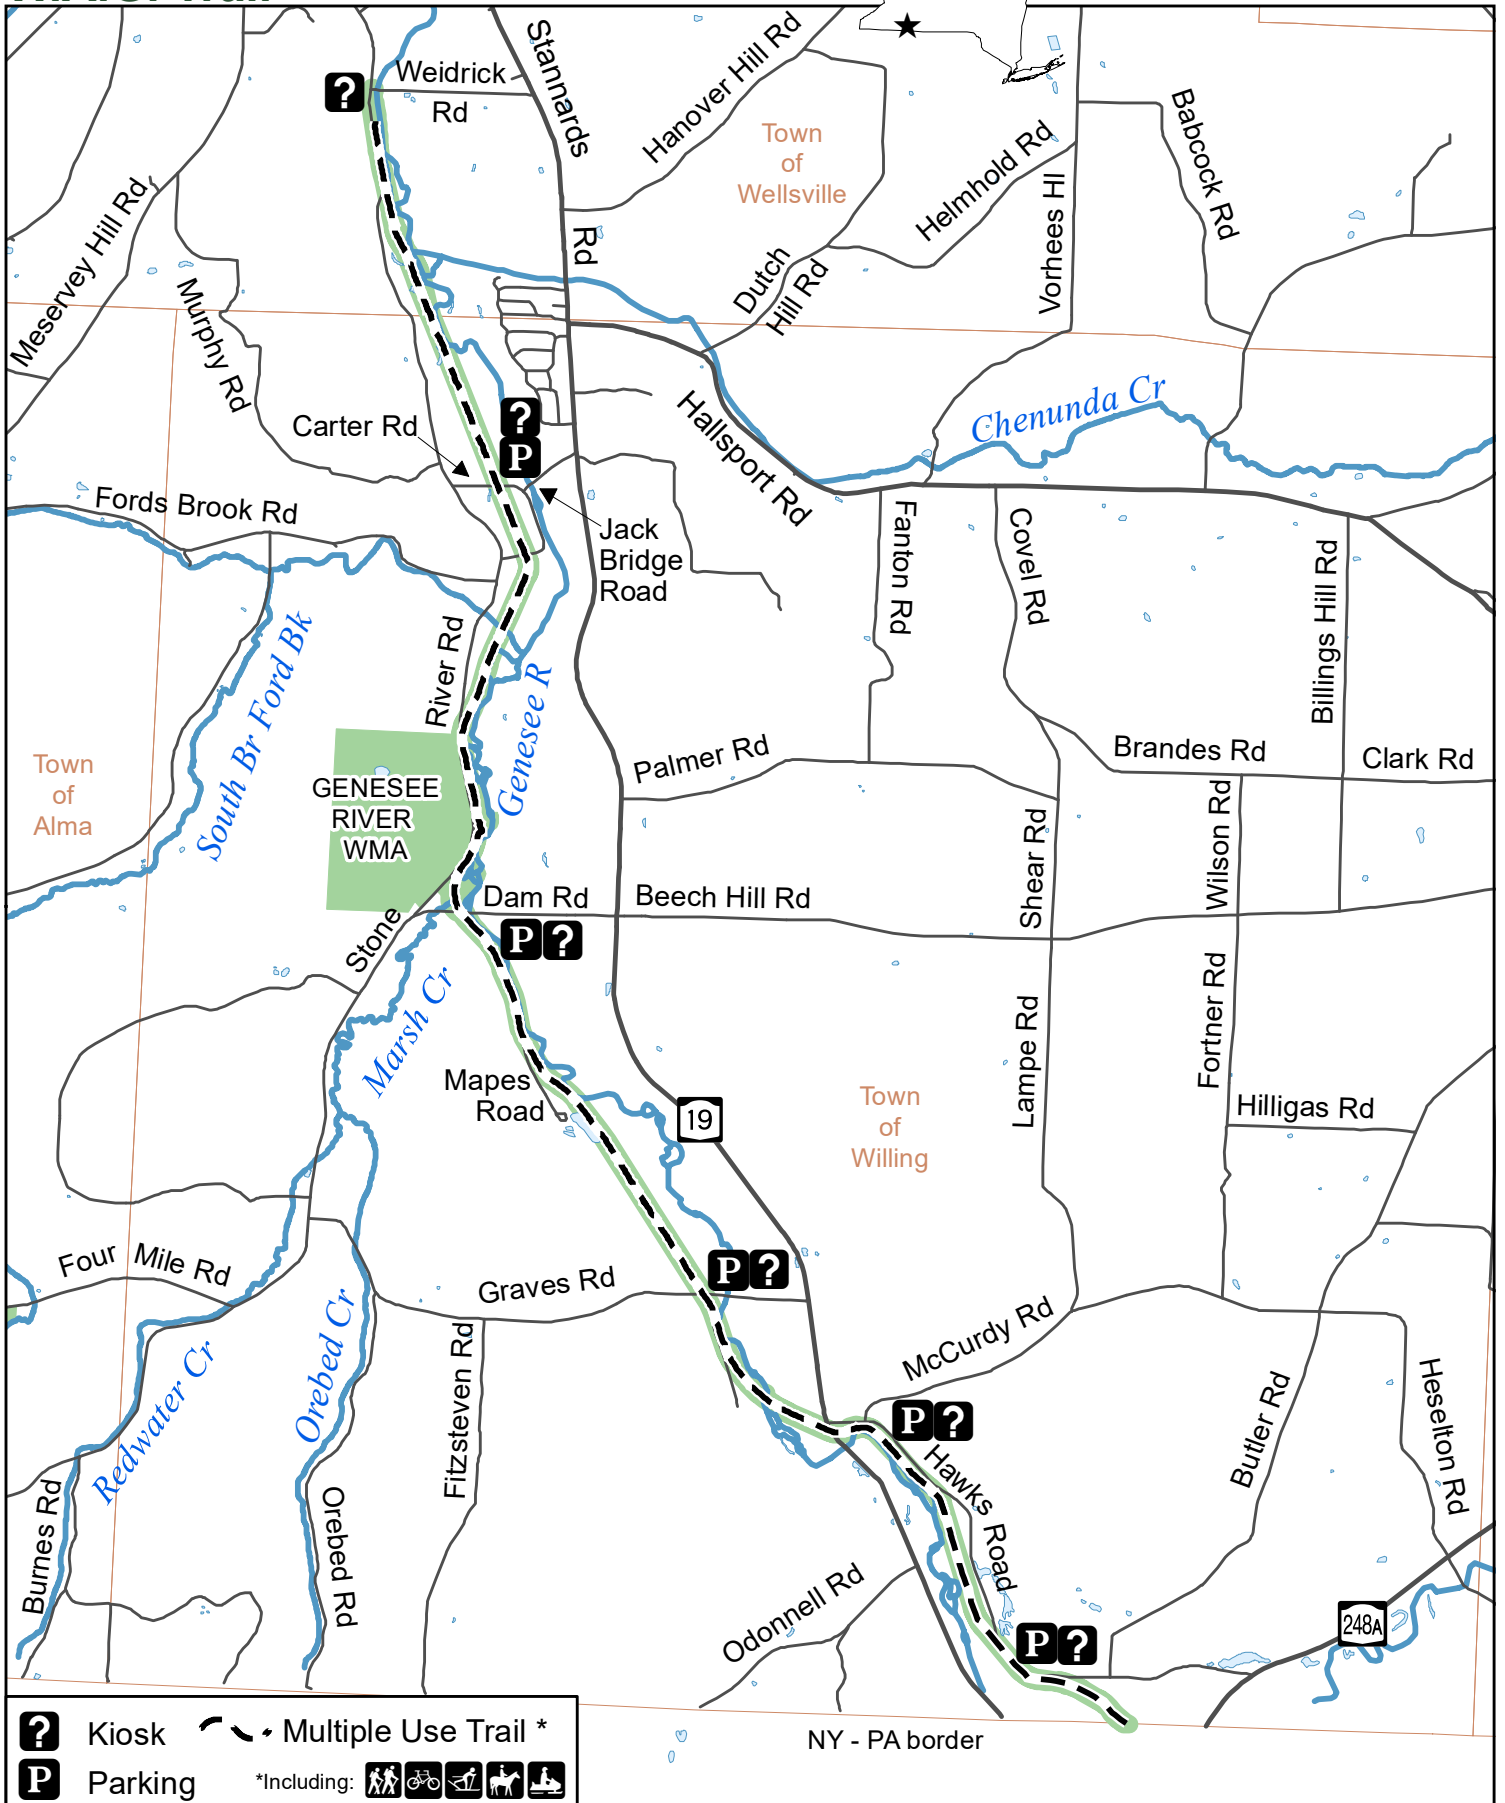 Weidrick
Rd
Stannards
Rd
Hanover Hill Rd
Town
of
Wellsville
Helmhold Rd
Vorhees Hl
Babcock Rd
Meservey Hill Rd
Murphy Rd
Dutch
Hill Rd
Carter Rd
?
?
P
Hallsport Rd
Chenunda Cr
Fords Brook Rd
Jack
Bridge
Road
Fanton Rd
Covel Rd
Billings Hill Rd
South Br Ford Bk
River Rd
Genesee R
Town
of
Alma
GENESEE
RIVER
WMA
Palmer Rd
Brandes Rd
Clark Rd
Shear Rd
Wilson Rd
Dam Rd
Beech Hill Rd
P ?
Stone
Marsh Cr
Lampe Rd
Fortner Rd
Mapes
Road
19
Town
of
Willing
Hilligas Rd
Four Mile Rd
Graves Rd
P ?
McCurdy Rd
Redwater Cr
Orebed Cr
Fitzsteven Rd
Butler Rd
Heselton Rd
P ?
Hawks Road
Burnes Rd
Orebed Rd
Odonnell Rd
P ?
248A
NY - PA border
? Kiosk
Multiple Use Trail *
P Parking
*Including: